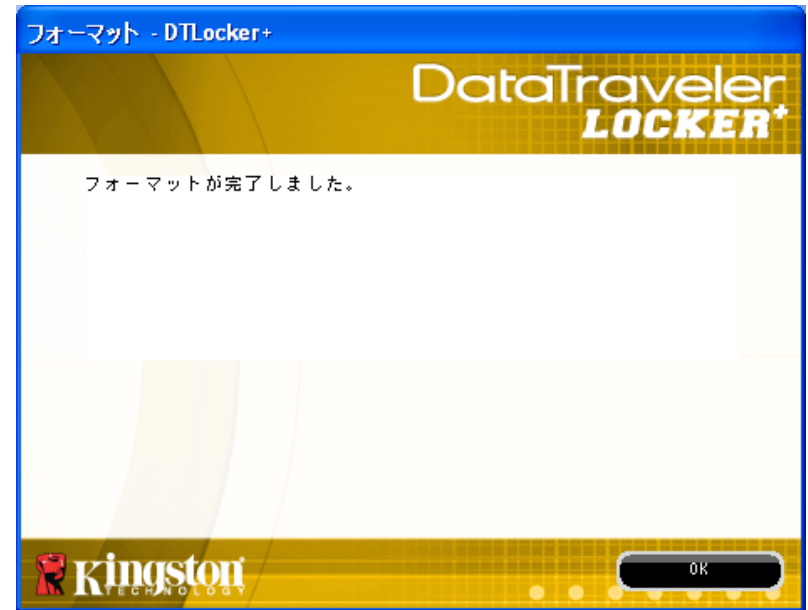 フォーマット - DTLocker+
DataTraveler
LOCKER+
フォーマットが完了しました。
Kingston
TECHNOLOGY
OK